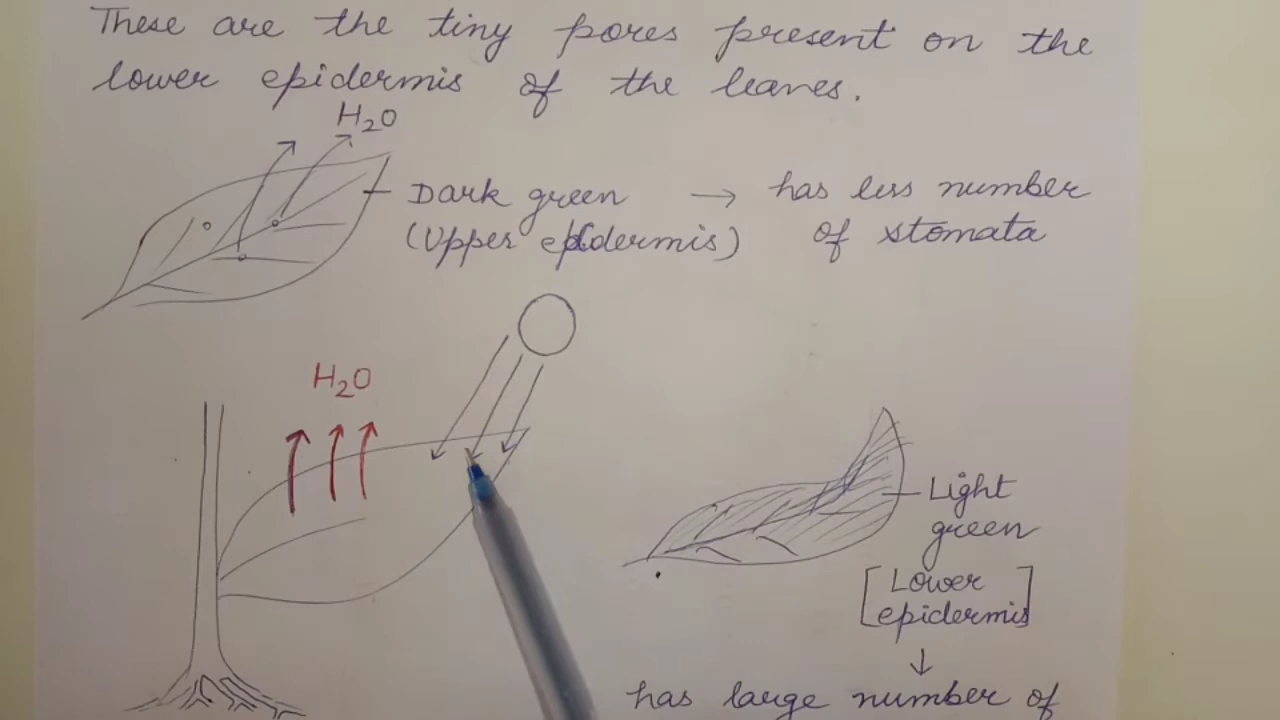 These are the tiny pores present on the
lower epidermis of the leaves.
H₂O
Dark green → has less number
(Upper epidermis) of stomata
H₂O
Light
green
[Lower
epidermis]
↓
has large number of